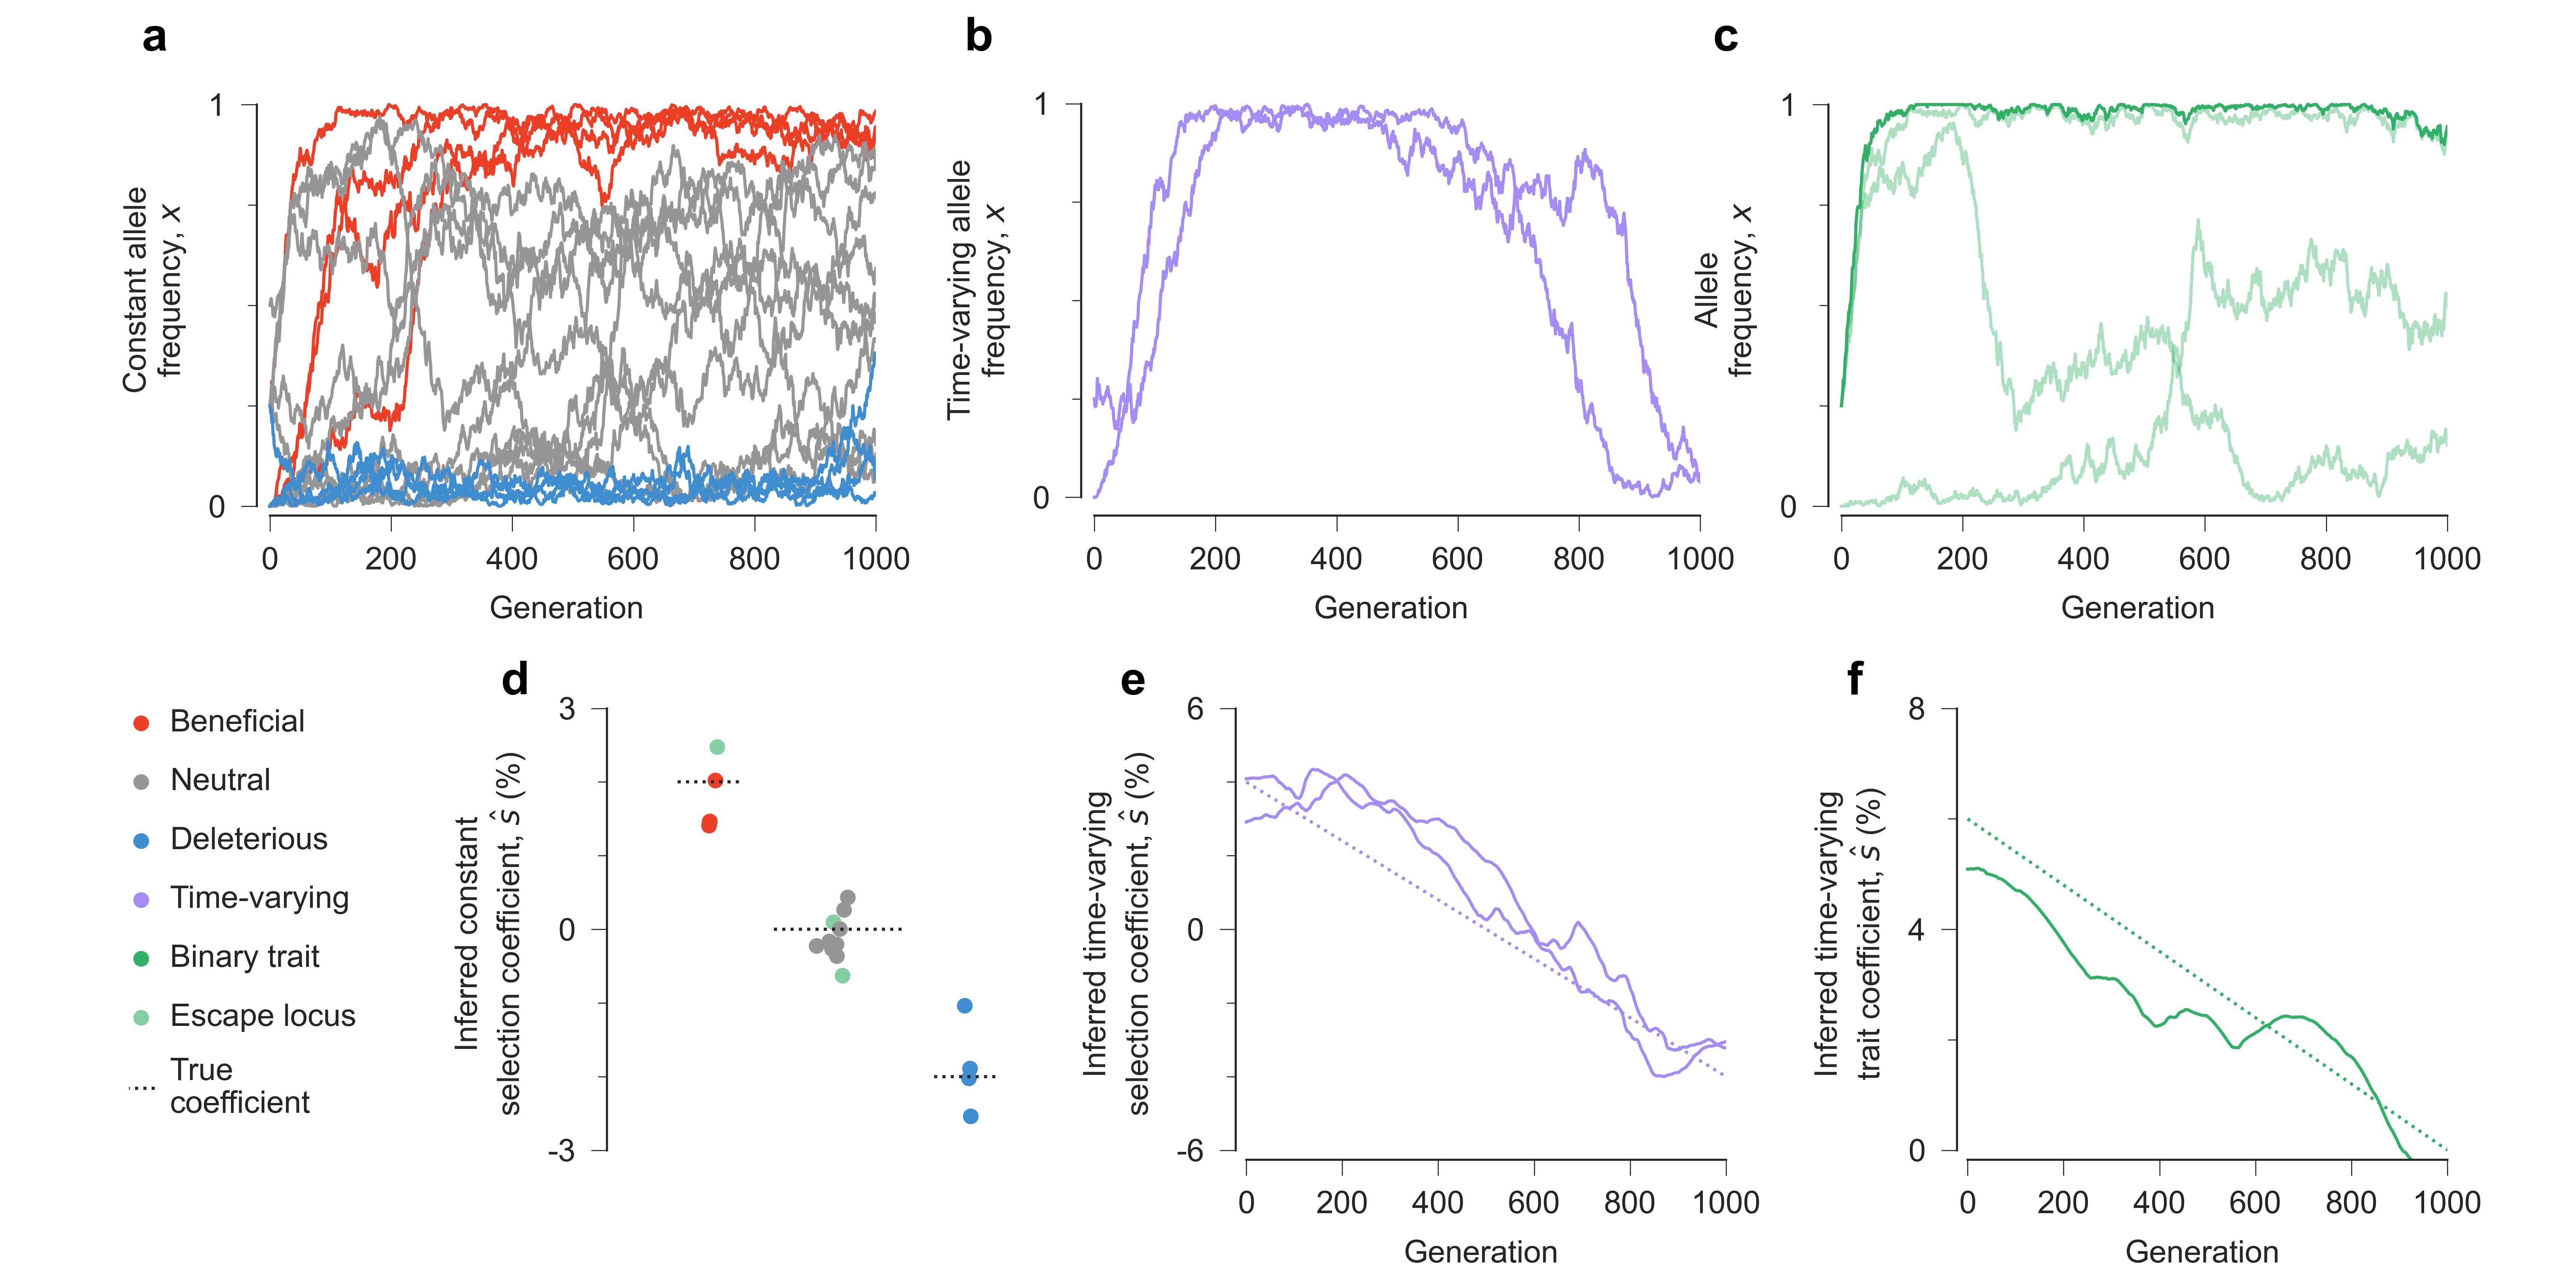 a
1
0
Constant allele
frequency, x
0 200 400 600 800 1000
Generation
b
1
0
Time-varying allele
frequency, x
0 200 400 600 800 1000
Generation
c
1
0
Allele
frequency, x
0 200 400 600 800 1000
Generation
Beneficial
Neutral
Deleterious
Time-varying
Binary trait
Escape locus
True
coefficient
d
3
0
-3
Inferred constant
selection coefficient, ŝ (%)
e
6
0
-6
Inferred time-varying
selection coefficient, ŝ (%)
0 200 400 600 800 1000
Generation
f
8
4
0
Inferred time-varying
trait coefficient, ŝ (%)
0 200 400 600 800 1000
Generation